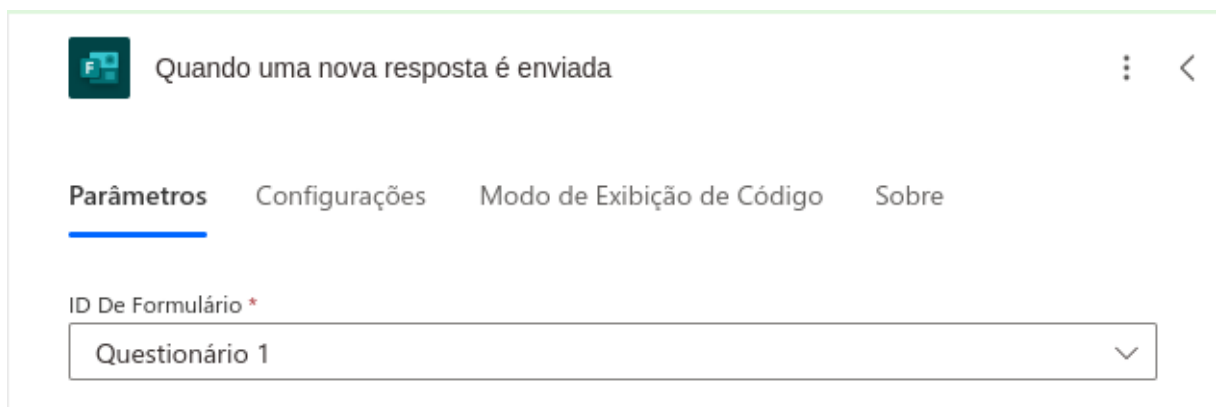 Quando uma nova resposta é enviada
Parâmetros Configurações Modo de Exibição de Código Sobre
ID De Formulário *
Questionário 1